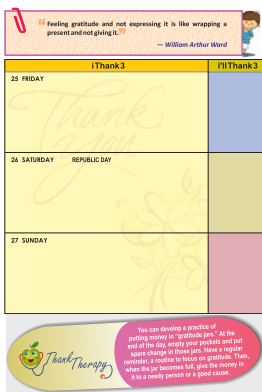 “Feeling gratitude and not expressing it is like wrapping a
present and not giving it.”
— William Arthur Ward
iThank3
i'llThank3
25 FRIDAY
Thank
you
26 SATURDAY REPUBLIC DAY
27 SUNDAY
ThankTherapy
You can develop a practice of
putting money in “gratitude jars.” At the
end of the day, empty your pockets and put
spare change in those jars. Have a regular
reminder, a routine to focus on gratitude. Then,
when the jar becomes full, give the money in
it to a needy person or a good cause.